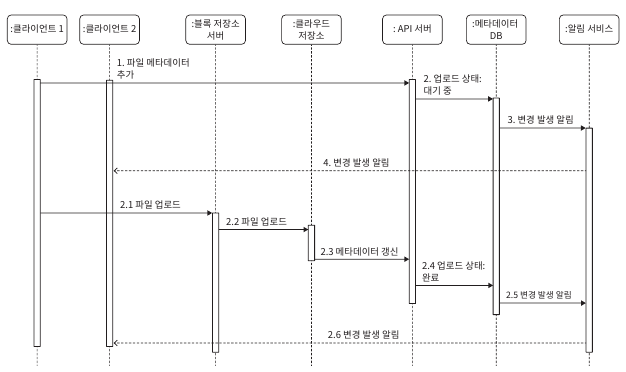 :클라이언트 1
:클라이언트 2
:블록 저장소
서버
:클라우드
저장소
: API 서버
:메타데이터
DB
:알림 서비스
1. 파일 메타데이터
추가
2. 업로드 상태:
대기 중
3. 변경 발생 알림
4. 변경 발생 알림
2.1 파일 업로드
2.2 파일 업로드
2.3 메타데이터 갱신
2.4 업로드 상태:
완료
2.5 변경 발생 알림
2.6 변경 발생 알림